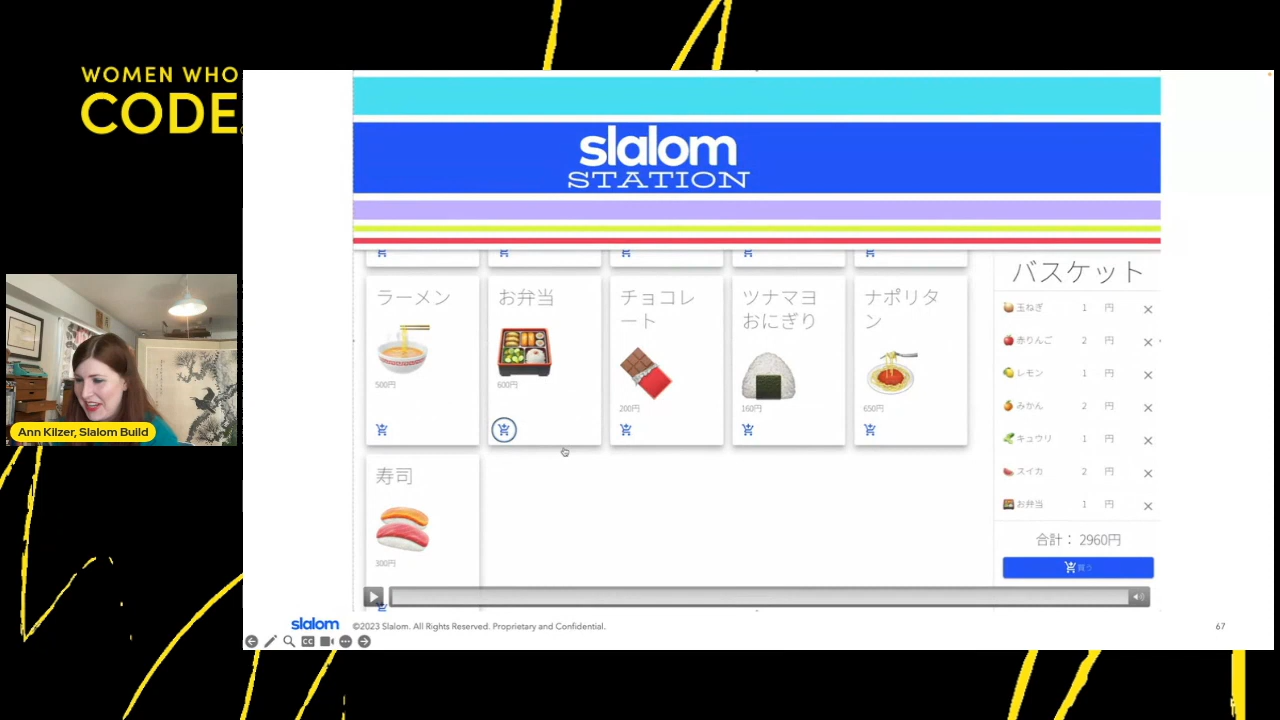 WOMEN WHO
CODE
slalom
STATION
ラーメン
500円
お弁当
600円
チョコレ
ート
200円
ツナマヨ
おにぎり
160円
ナポリタ
ン
650円
寿司
300円
バスケット
玉ねぎ 1 円
赤りんご 2 円
レモン 1 円
みかん 2 円
キュウリ 1 円
スイカ 2 円
お弁当 1 円
合計： 2960円
買う
Ann Kilzer, Slalom Build
slalom
©2023 Slalom. All Rights Reserved. Proprietary and Confidential.
67
CC